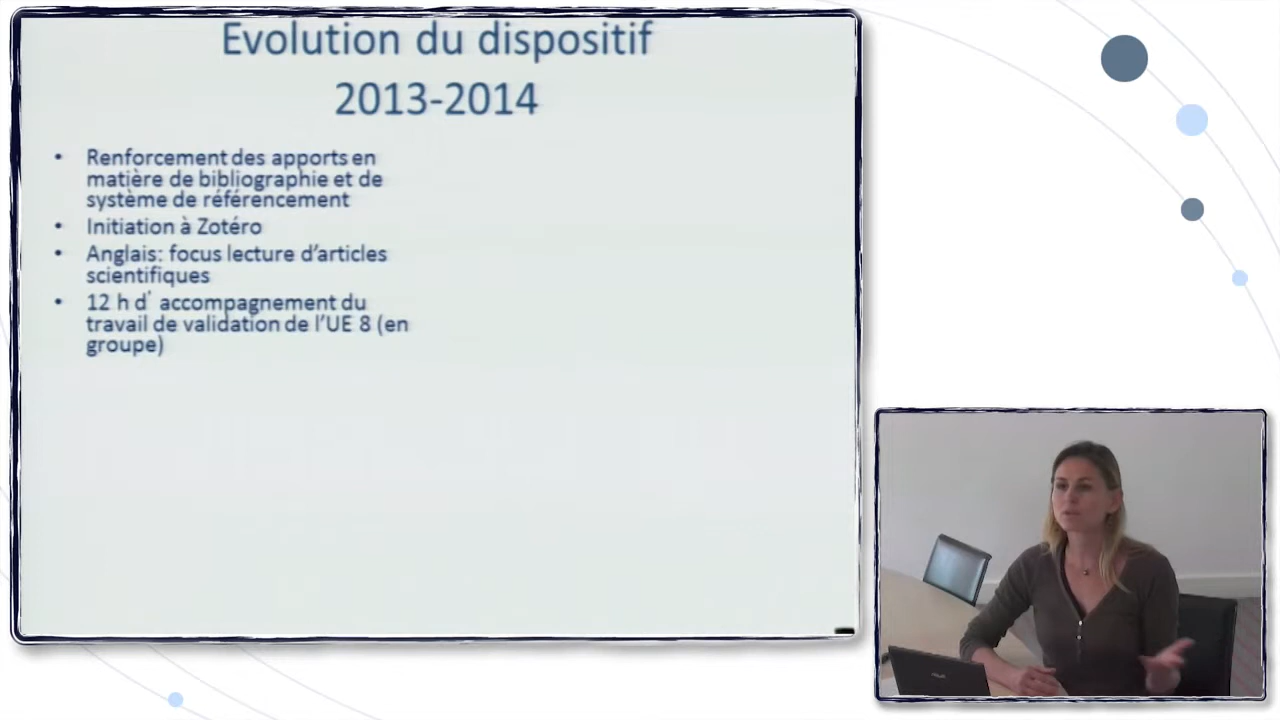 Evolution du dispositif
2013-2014
• Renforcement des apports en
matière de bibliographie et de
système de référencement
• Initiation à Zotéro
• Anglais: focus lecture d’articles
scientifiques
• 12 h d’ accompagnement du
travail de validation de l’UE 8 (en
groupe)
ASUS